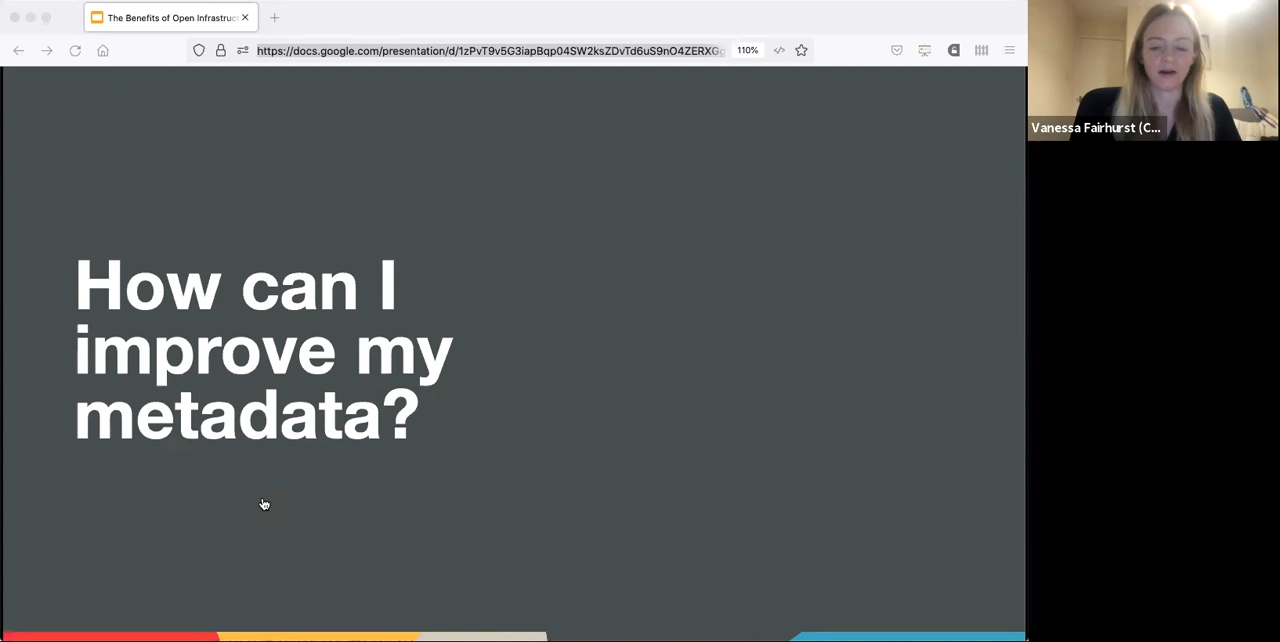 The Benefits of Open Infrastruc
https://docs.google.com/presentation/d/1zPvT9v5G3iapBqp04SW2ksZDvTd6uS9nO4ZERXG
110%
Vanessa Fairhurst (C...
How can I
improve my
metadata?